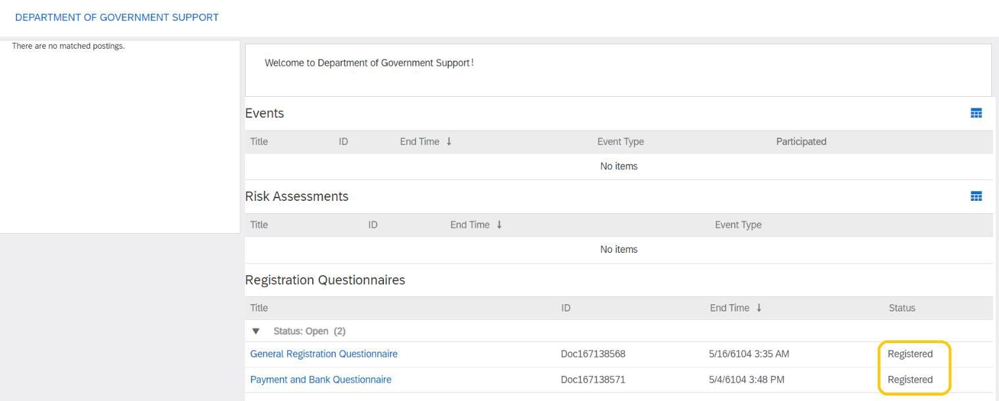 DEPARTMENT OF GOVERNMENT SUPPORT
There are no matched postings.
Welcome to Department of Government Support!
Events
Title ID End Time ↓ Event Type Participated
No items
Risk Assessments
Title ID End Time ↓ Event Type
No items
Registration Questionnaires
Title ID End Time ↓ Status
▼ Status: Open (2)
General Registration Questionnaire Doc167138568 5/16/6104 3:35 AM Registered
Payment and Bank Questionnaire Doc167138571 5/4/6104 3:48 PM Registered